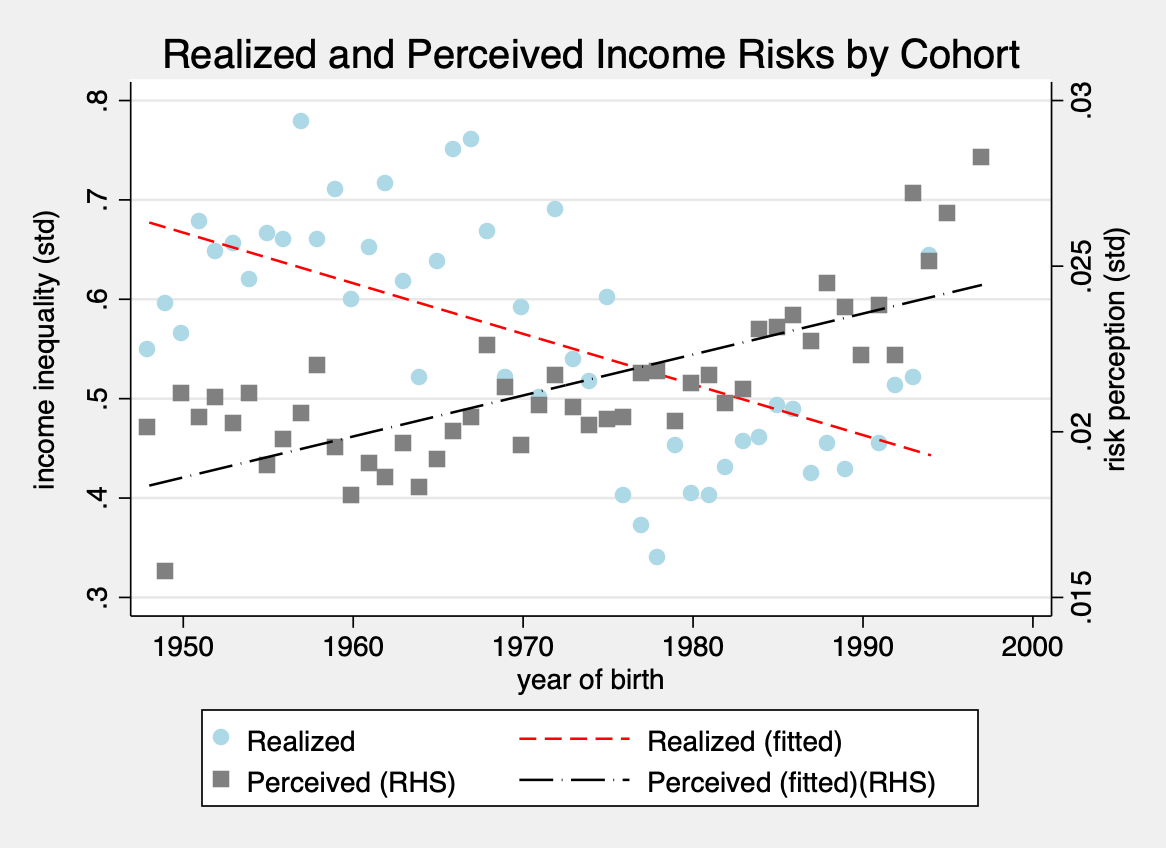 Realized and Perceived Income Risks by Cohort
.8
.7
.6
.5
.4
.3
income inequality (std)
.03
.025
.02
.015
risk perception (std)
1950 1960 1970 1980 1990 2000
year of birth
Realized Realized (fitted)
Perceived (RHS) Perceived (fitted)(RHS)